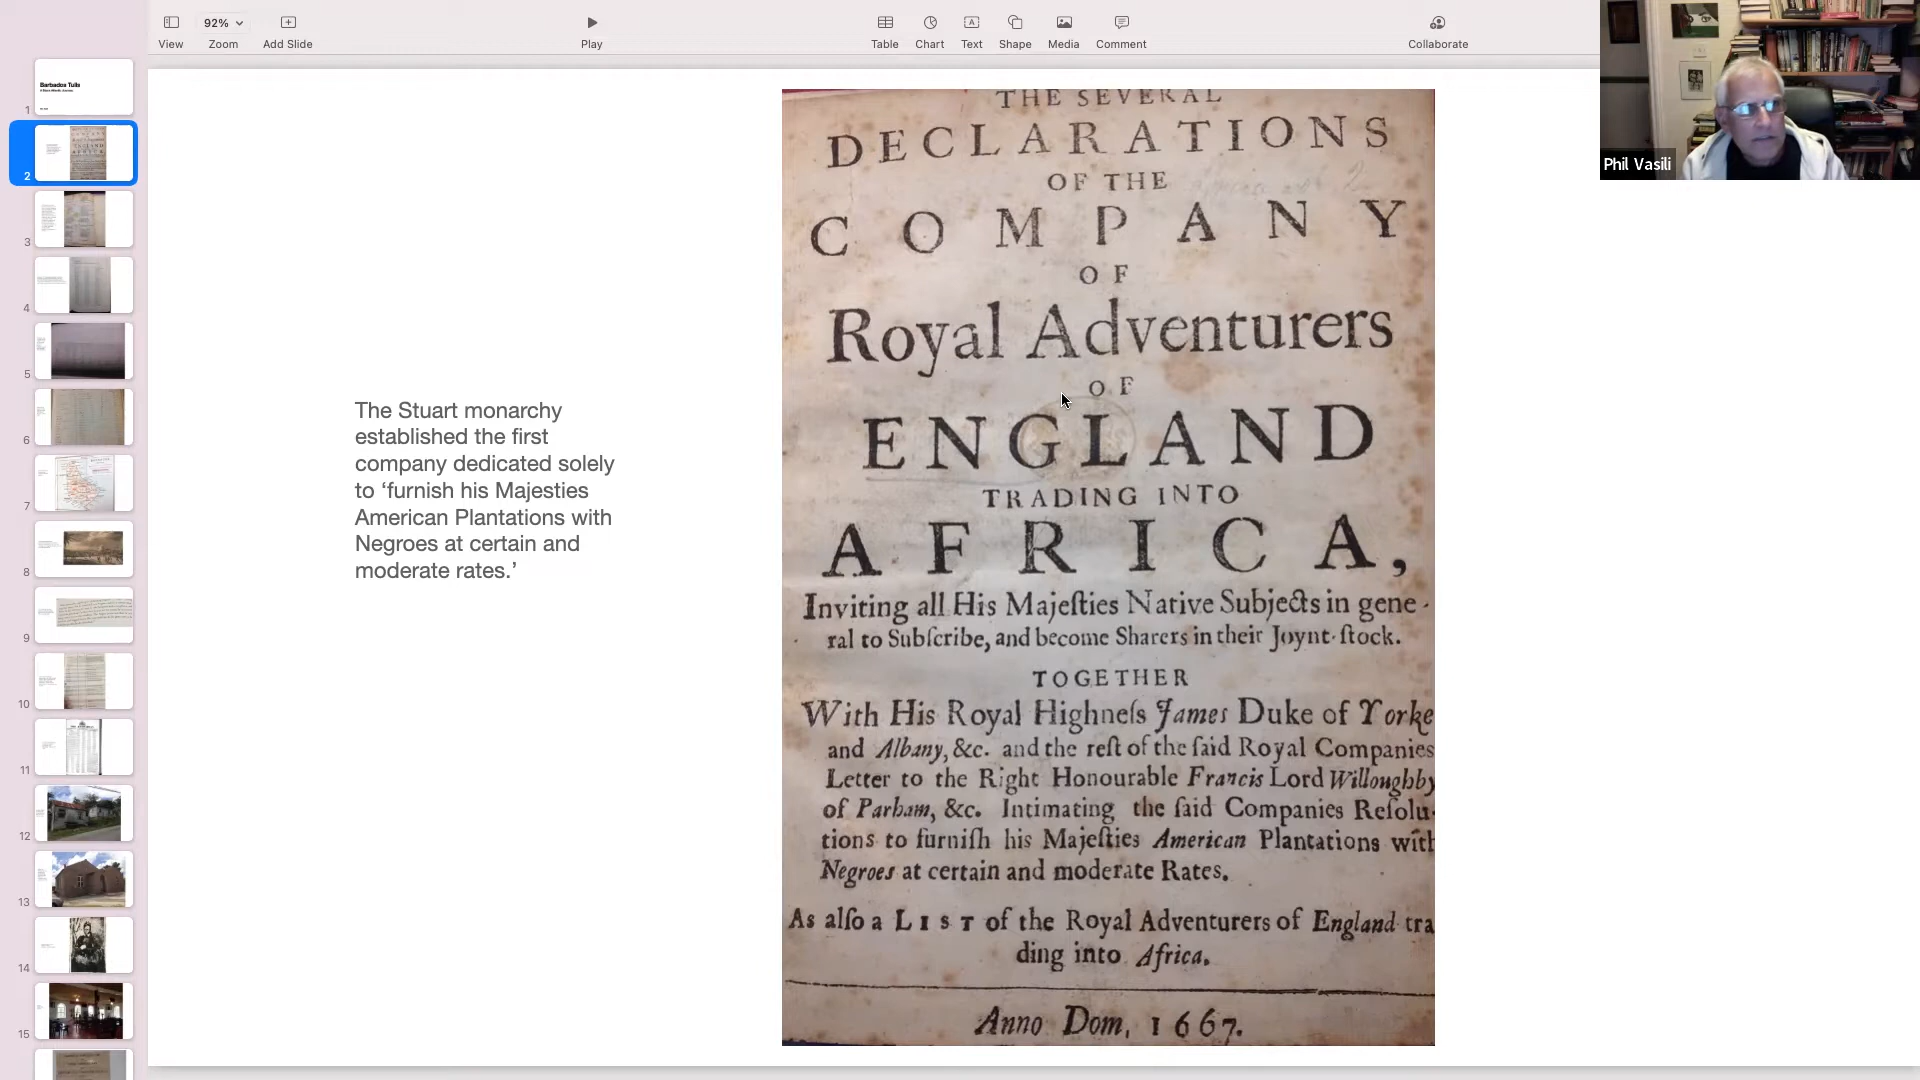 92%
View
Zoom
Add Slide
Play
Table
Chart
Text
Shape
Media
Comment
Collaborate
Phil Vasili
1
Barbados Tulls
2
3
4
5
6
7
8
9
10
11
12
13
14
15
The Stuart monarchy
established the first
company dedicated solely
to ‘furnish his Majesties
American Plantations with
Negroes at certain and
moderate rates.’
THE SEVERAL
DECLARATIONS
OF THE
COMPANY
OF
Royal Adventurers
OF
ENGLAND
TRADING INTO
AFRICA,
Inviting all His Majeſties Native Subjects in gene-
ral to Subſcribe, and become Sharers in their Joynt-ſtock.
TOGETHER
With His Royal Highneſs James Duke of Yorke
and Albany, &c. and the reſt of the ſaid Royal Companies
Letter to the Right Honourable Francis Lord Willoughby
of Parham, &c. Intimating the ſaid Companies Reſolu-
tions to furniſh his Majeſties American Plantations with
Negroes at certain and moderate Rates.
As alſo a LIST of the Royal Adventurers of England tra
ding into Africa.
Anno Dom, 1667.